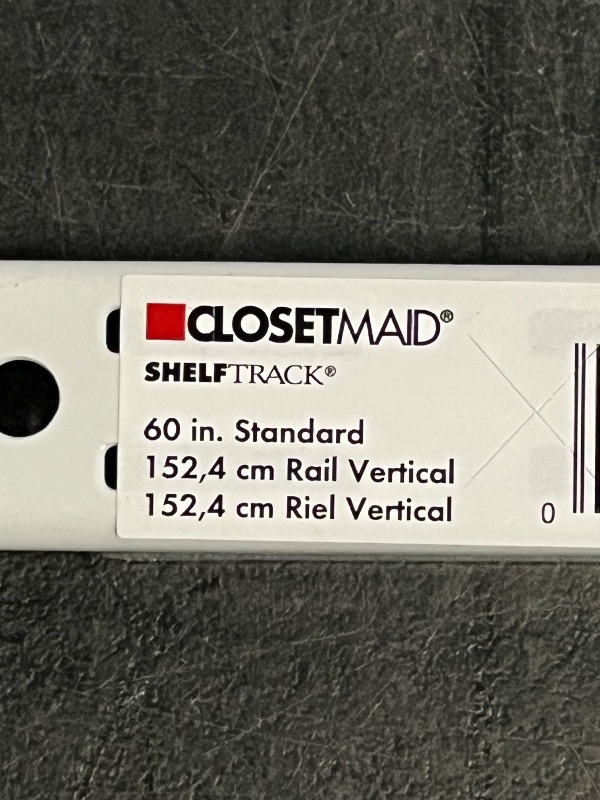 CLOSETMAID®
SHELFTRACK®
60 in. Standard
152,4 cm Rail Vertical
152,4 cm Riel Vertical
0